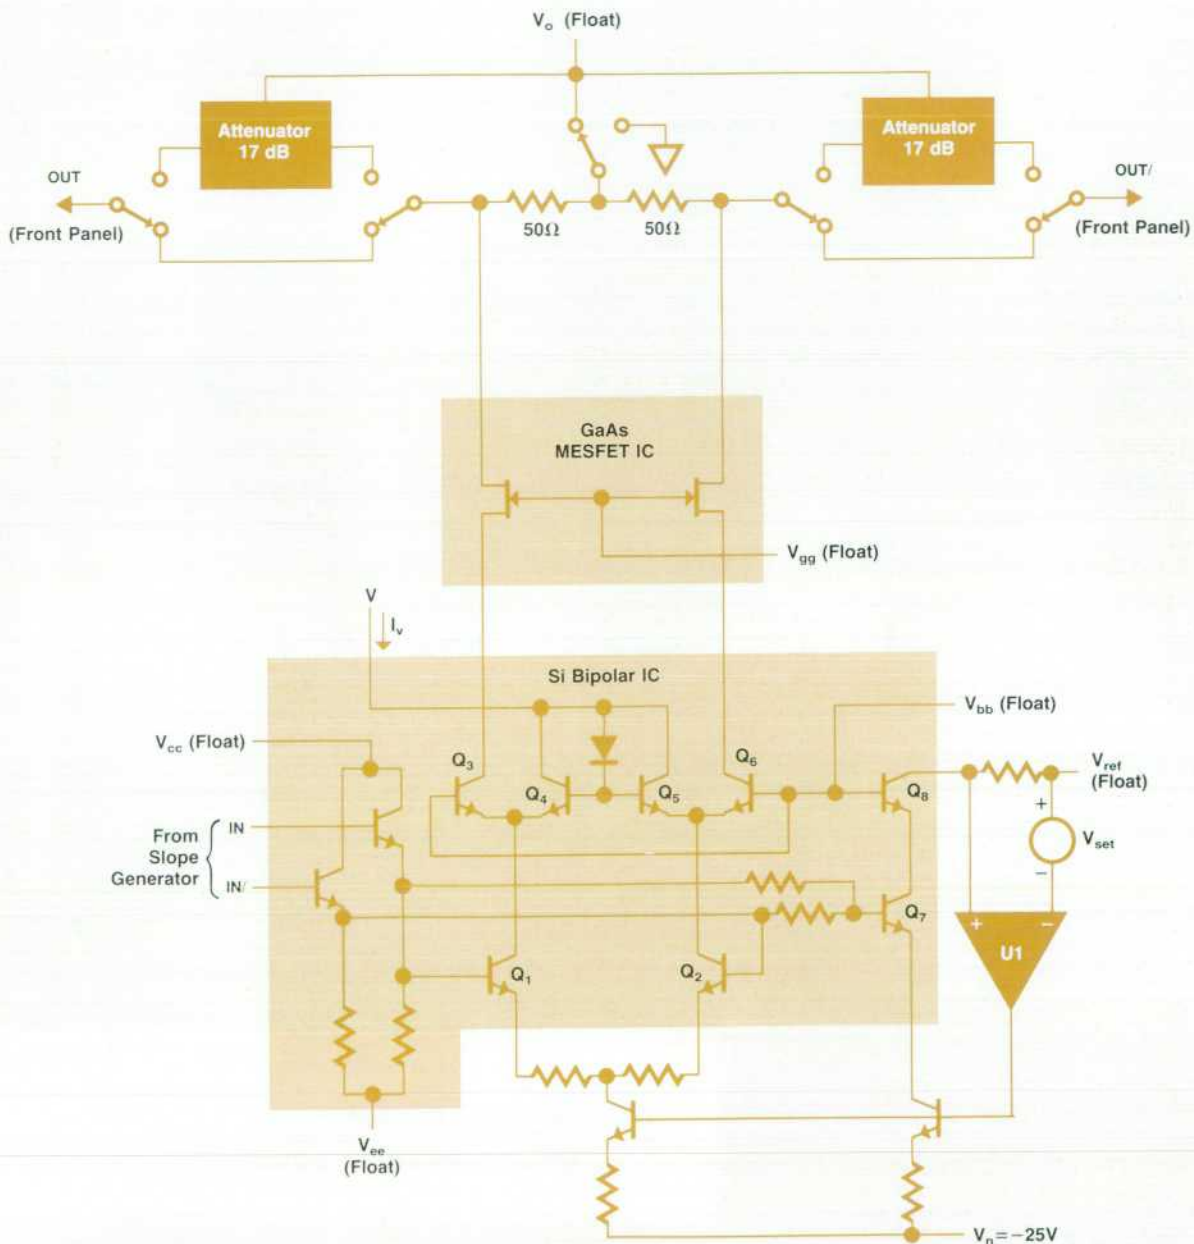 Vo (Float)
Attenuator
17 dB
Attenuator
17 dB
OUT
(Front Panel)
OUT/
(Front Panel)
50Ω
50Ω
GaAs
MESFET IC
Vgg (Float)
V
Iv
Si Bipolar IC
Vbb (Float)
Vcc (Float)
Q3
Q4
Q5
Q6
Q8
Vref
(Float)
+
Vset
−
From
Slope
Generator
IN
IN/
Q7
+ −
U1
Q1
Q2
Vee
(Float)
Vn=−25V